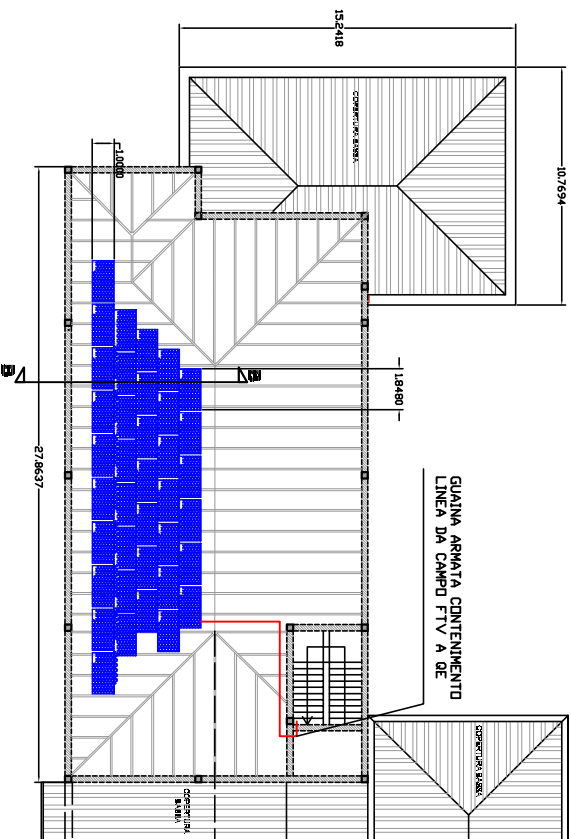 15.2418
10.7694
COPERTURA BASSA
1.0000
1.8480
B
B
27.8637
GUAINA ARMATA CONTENIMENTO
LINEA DA CAMPO FTV A QE
COPERTURA BASSA
COPERTURA
BASSA